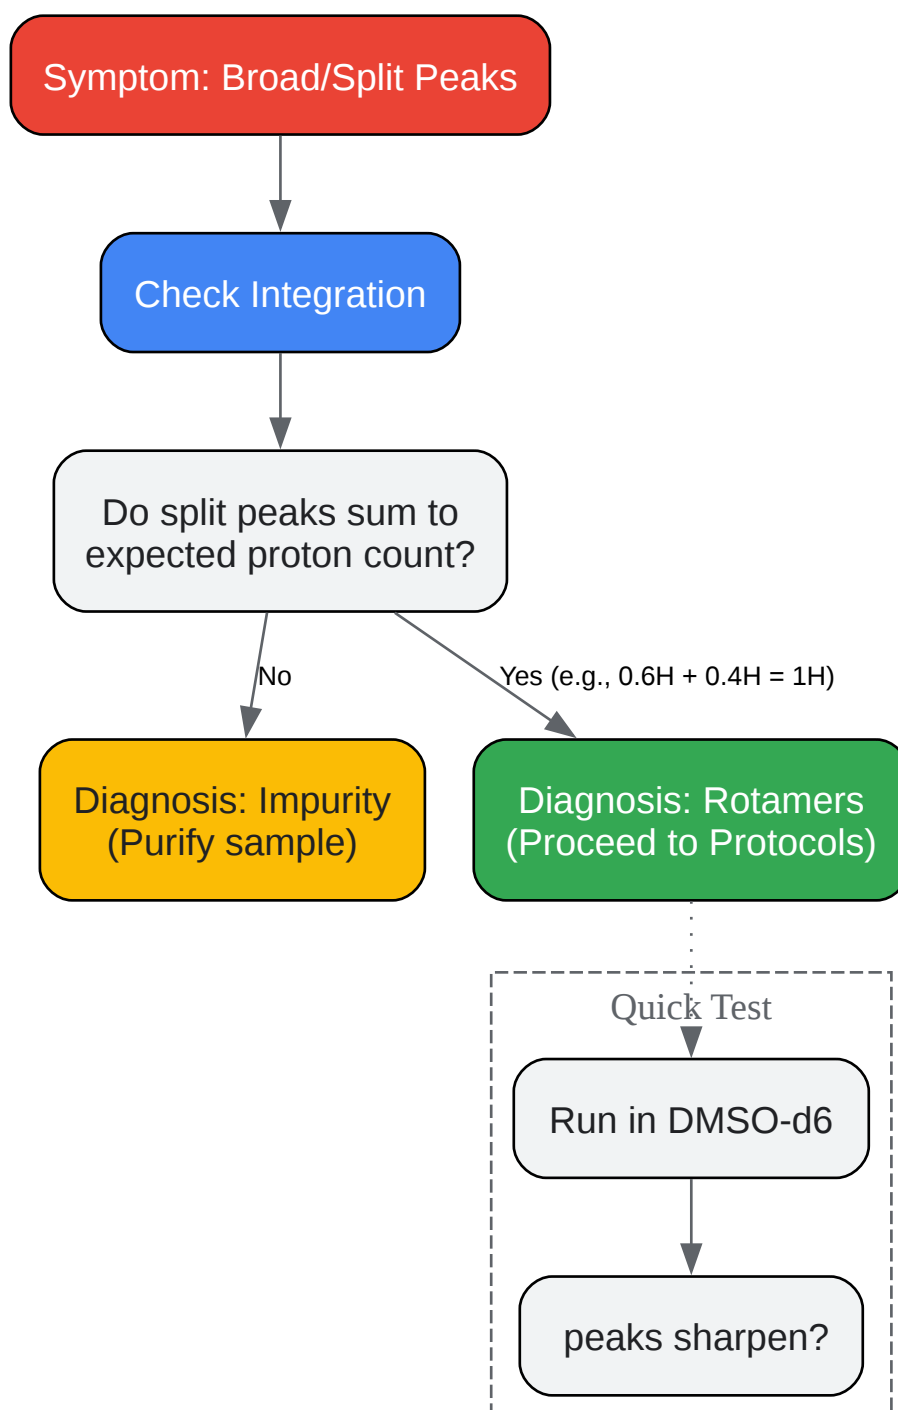 Symptom: Broad/Split Peaks
Check Integration
Do split peaks sum to
expected proton count?
No
Yes (e.g., 0.6H + 0.4H = 1H)
Diagnosis: Impurity
(Purify sample)
Diagnosis: Rotamers
(Proceed to Protocols)
Quick Test
Run in DMSO-d6
peaks sharpen?